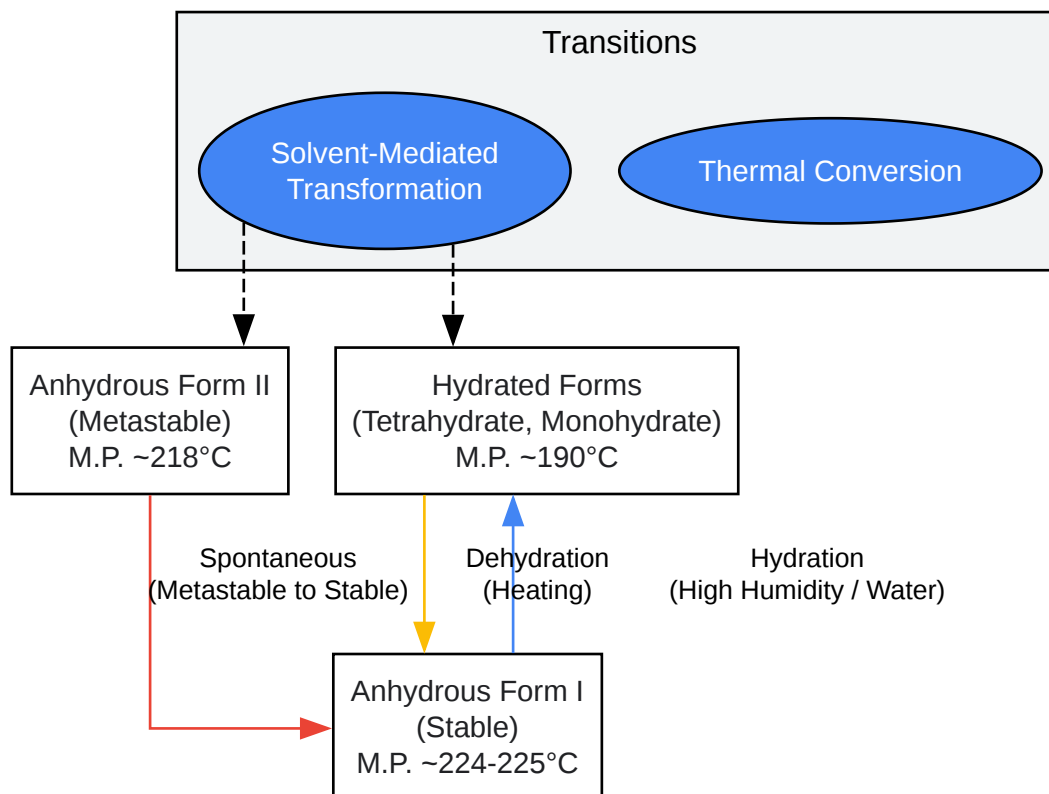 Transitions
Solvent-Mediated
Transformation
Thermal Conversion
Anhydrous Form II
(Metastable)
M.P. ~218°C
Hydrated Forms
(Tetrahydrate, Monohydrate)
M.P. ~190°C
Spontaneous
(Metastable to Stable)
Dehydration
(Heating)
Hydration
(High Humidity / Water)
Anhydrous Form I
(Stable)
M.P. ~224-225°C